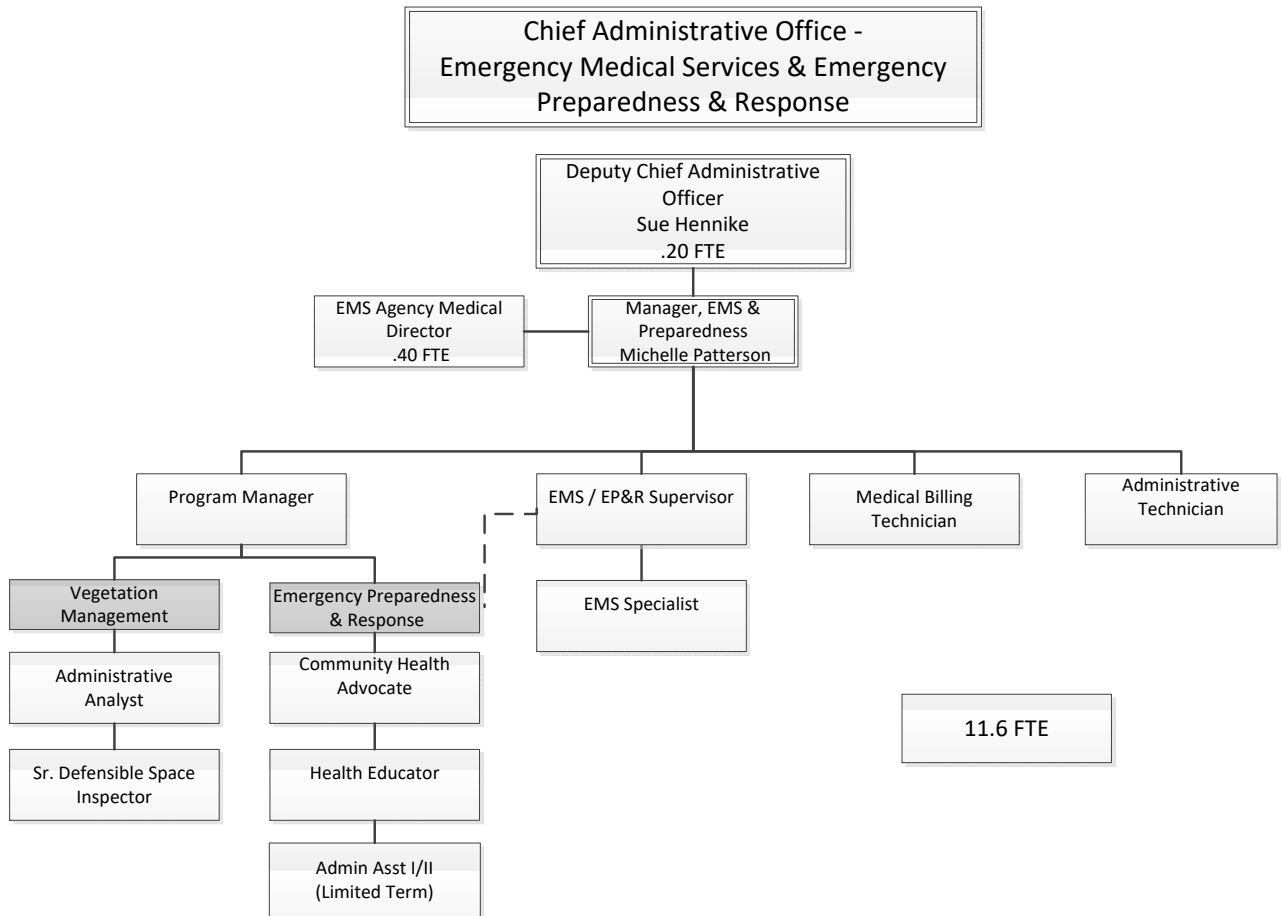 Chief Administrative Office -
Emergency Medical Services & Emergency
Preparedness & Response
Deputy Chief Administrative
Officer
Sue Hennike
.20 FTE
EMS Agency Medical
Director
.40 FTE
Manager, EMS &
Preparedness
Michelle Patterson
Program Manager
EMS / EP&R Supervisor
Medical Billing
Technician
Administrative
Technician
Vegetation
Management
Emergency Preparedness
& Response
EMS Specialist
Administrative
Analyst
Community Health
Advocate
11.6 FTE
Sr. Defensible Space
Inspector
Health Educator
Admin Asst I/II
(Limited Term)